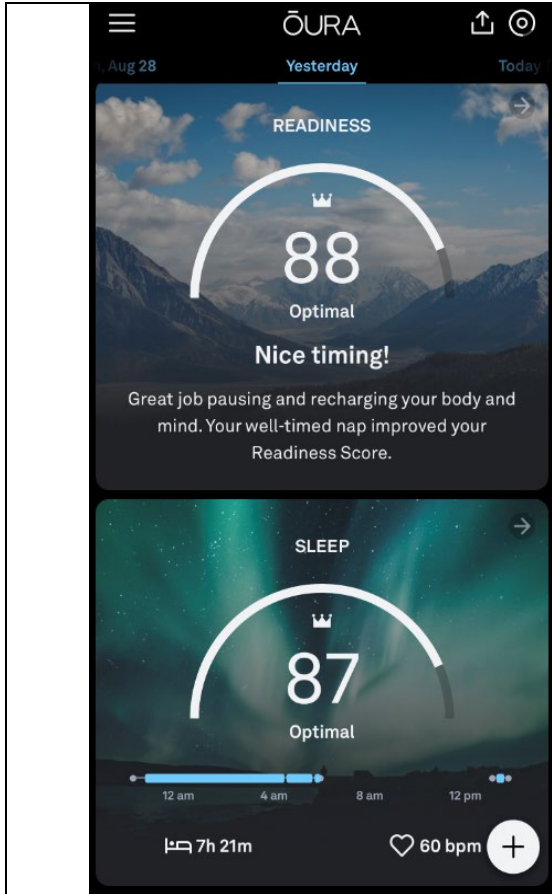 ŌURA
, Aug 28 Yesterday Today
READINESS
88
Optimal
Nice timing!
Great job pausing and recharging your body and
mind. Your well-timed nap improved your
Readiness Score.
SLEEP
87
Optimal
12 am 4 am 8 am 12 pm
7h 21m 60 bpm